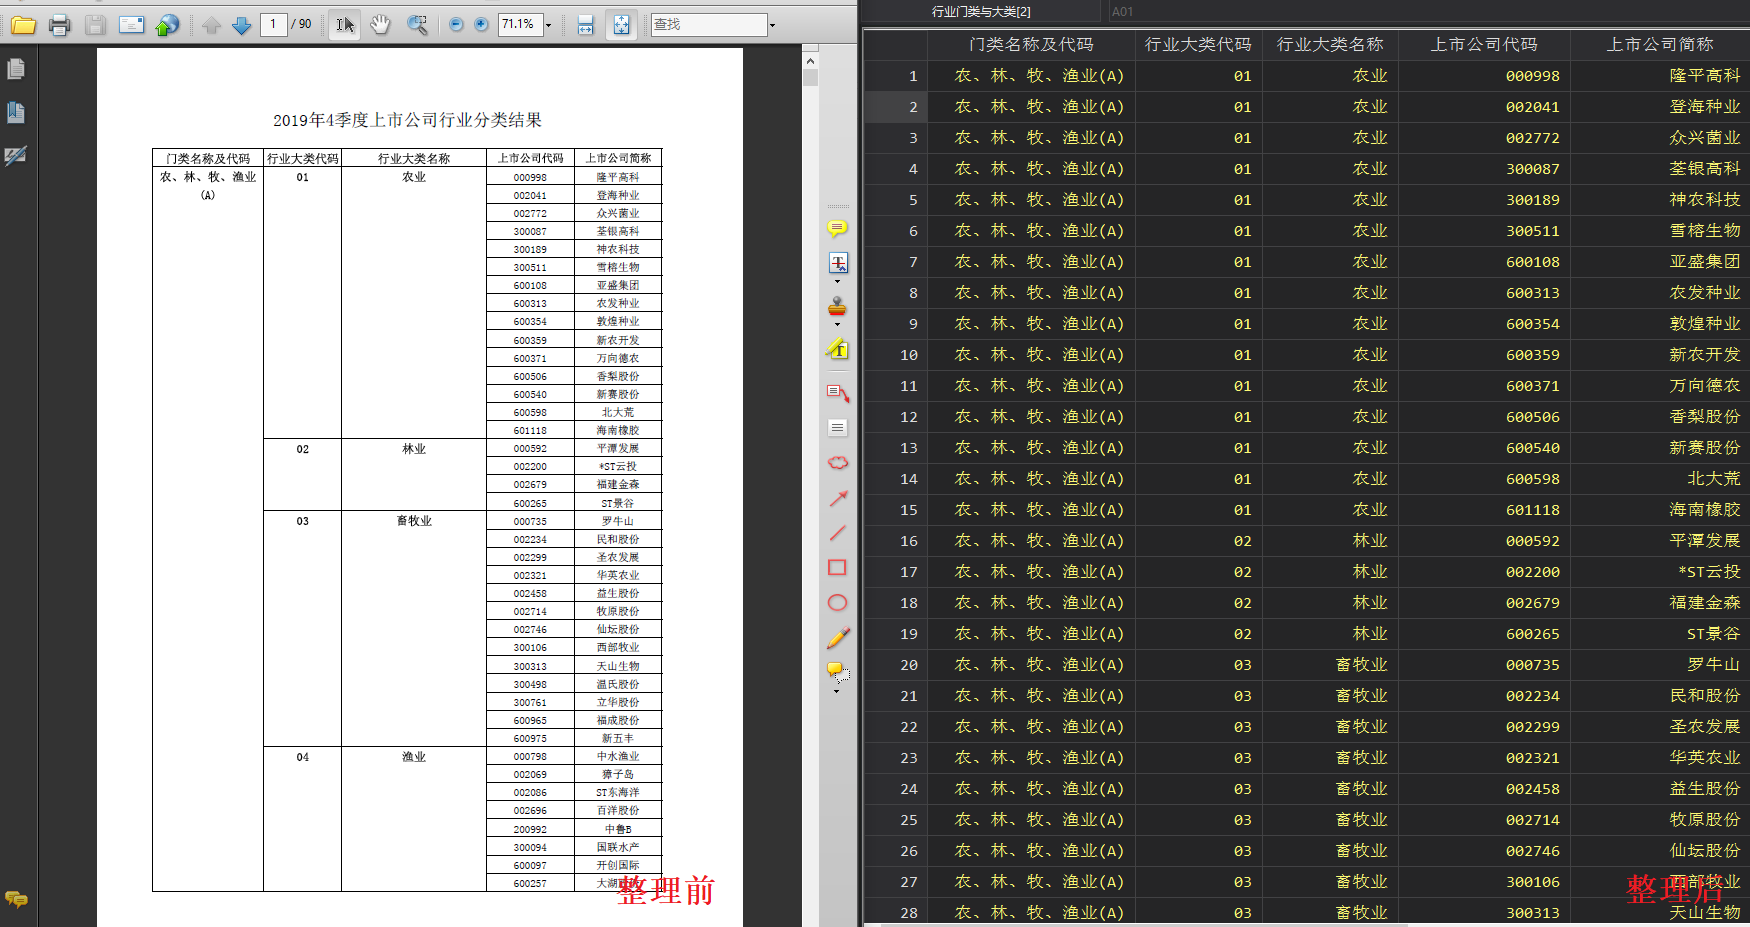 1 / 90 71.1% 查找
2019年4季度上市公司行业分类结果
门类名称及代码 行业大类代码 行业大类名称 上市公司代码 上市公司简称
农、林、牧、渔业 01 农业 000998 隆平高科
(A) 002041 登海种业
002772 众兴菌业
300087 荃银高科
300189 神农科技
300511 雪榕生物
600108 亚盛集团
600313 农发种业
600354 敦煌种业
600359 新农开发
600371 万向德农
600506 香梨股份
600540 新赛股份
600598 北大荒
601118 海南橡胶
02 林业 000592 平潭发展
002200 *ST云投
002679 福建金森
600265 ST景谷
03 畜牧业 000735 罗牛山
002234 民和股份
002299 圣农发展
002321 华英农业
002458 益生股份
002714 牧原股份
002746 仙坛股份
300106 西部牧业
300313 天山生物
300498 温氏股份
300761 立华股份
600965 福成股份
600975 新五丰
04 渔业 000798 中水渔业
002069 獐子岛
002086 ST东海洋
002696 百洋股份
200992 中鲁B
300094 国联水产
600097 开创国际
600257 大湖
整理前
行业门类与大类[2] A01
门类名称及代码 行业大类代码 行业大类名称 上市公司代码 上市公司简称
1 农、林、牧、渔业(A) 01 农业 000998 隆平高科
2 农、林、牧、渔业(A) 01 农业 002041 登海种业
3 农、林、牧、渔业(A) 01 农业 002772 众兴菌业
4 农、林、牧、渔业(A) 01 农业 300087 荃银高科
5 农、林、牧、渔业(A) 01 农业 300189 神农科技
6 农、林、牧、渔业(A) 01 农业 300511 雪榕生物
7 农、林、牧、渔业(A) 01 农业 600108 亚盛集团
8 农、林、牧、渔业(A) 01 农业 600313 农发种业
9 农、林、牧、渔业(A) 01 农业 600354 敦煌种业
10 农、林、牧、渔业(A) 01 农业 600359 新农开发
11 农、林、牧、渔业(A) 01 农业 600371 万向德农
12 农、林、牧、渔业(A) 01 农业 600506 香梨股份
13 农、林、牧、渔业(A) 01 农业 600540 新赛股份
14 农、林、牧、渔业(A) 01 农业 600598 北大荒
15 农、林、牧、渔业(A) 01 农业 601118 海南橡胶
16 农、林、牧、渔业(A) 02 林业 000592 平潭发展
17 农、林、牧、渔业(A) 02 林业 002200 *ST云投
18 农、林、牧、渔业(A) 02 林业 002679 福建金森
19 农、林、牧、渔业(A) 02 林业 600265 ST景谷
20 农、林、牧、渔业(A) 03 畜牧业 000735 罗牛山
21 农、林、牧、渔业(A) 03 畜牧业 002234 民和股份
22 农、林、牧、渔业(A) 03 畜牧业 002299 圣农发展
23 农、林、牧、渔业(A) 03 畜牧业 002321 华英农业
24 农、林、牧、渔业(A) 03 畜牧业 002458 益生股份
25 农、林、牧、渔业(A) 03 畜牧业 002714 牧原股份
26 农、林、牧、渔业(A) 03 畜牧业 002746 仙坛股份
27 农、林、牧、渔业(A) 03 畜牧业 300106 西部牧业
28 农、林、牧、渔业(A) 03 畜牧业 300313 天山生物
整理后